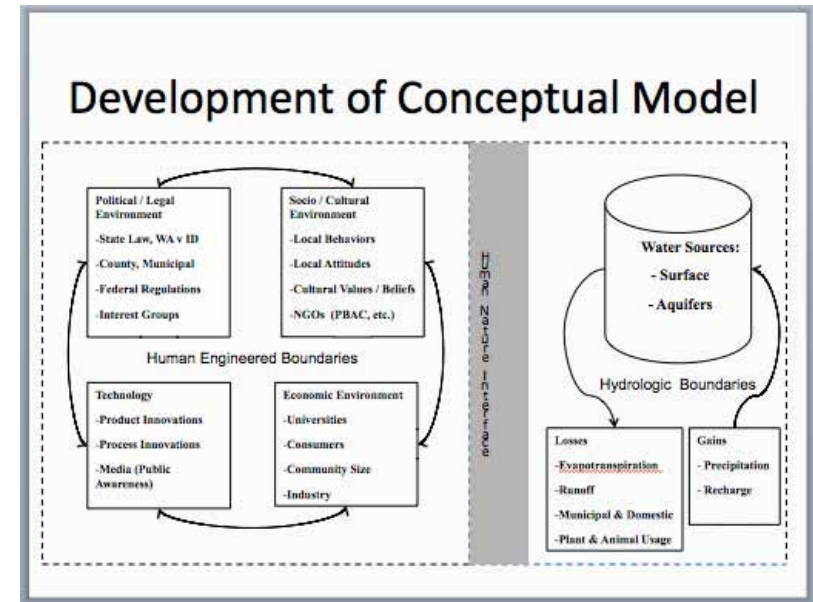 Development of Conceptual Model
Political / Legal
Environment
-State Law, WA v ID
-County, Municipal
-Federal Regulations
-Interest Groups
Socio / Cultural
Environment
-Local Behaviors
-Local Attitudes
-Cultural Values / Beliefs
-NGOs (PBAC, etc.)
Human Engineered Boundaries
Technology
-Product Innovations
-Process Innovations
-Media (Public
Awareness)
Economic Environment
-Universities
-Consumers
-Community Size
-Industry
Human Nature Interface
Water Sources:
- Surface
- Aquifers
Hydrologic Boundaries
Losses
-Evapotranspiration
-Runoff
-Municipal & Domestic
-Plant & Animal Usage
Gains
- Precipitation
- Recharge